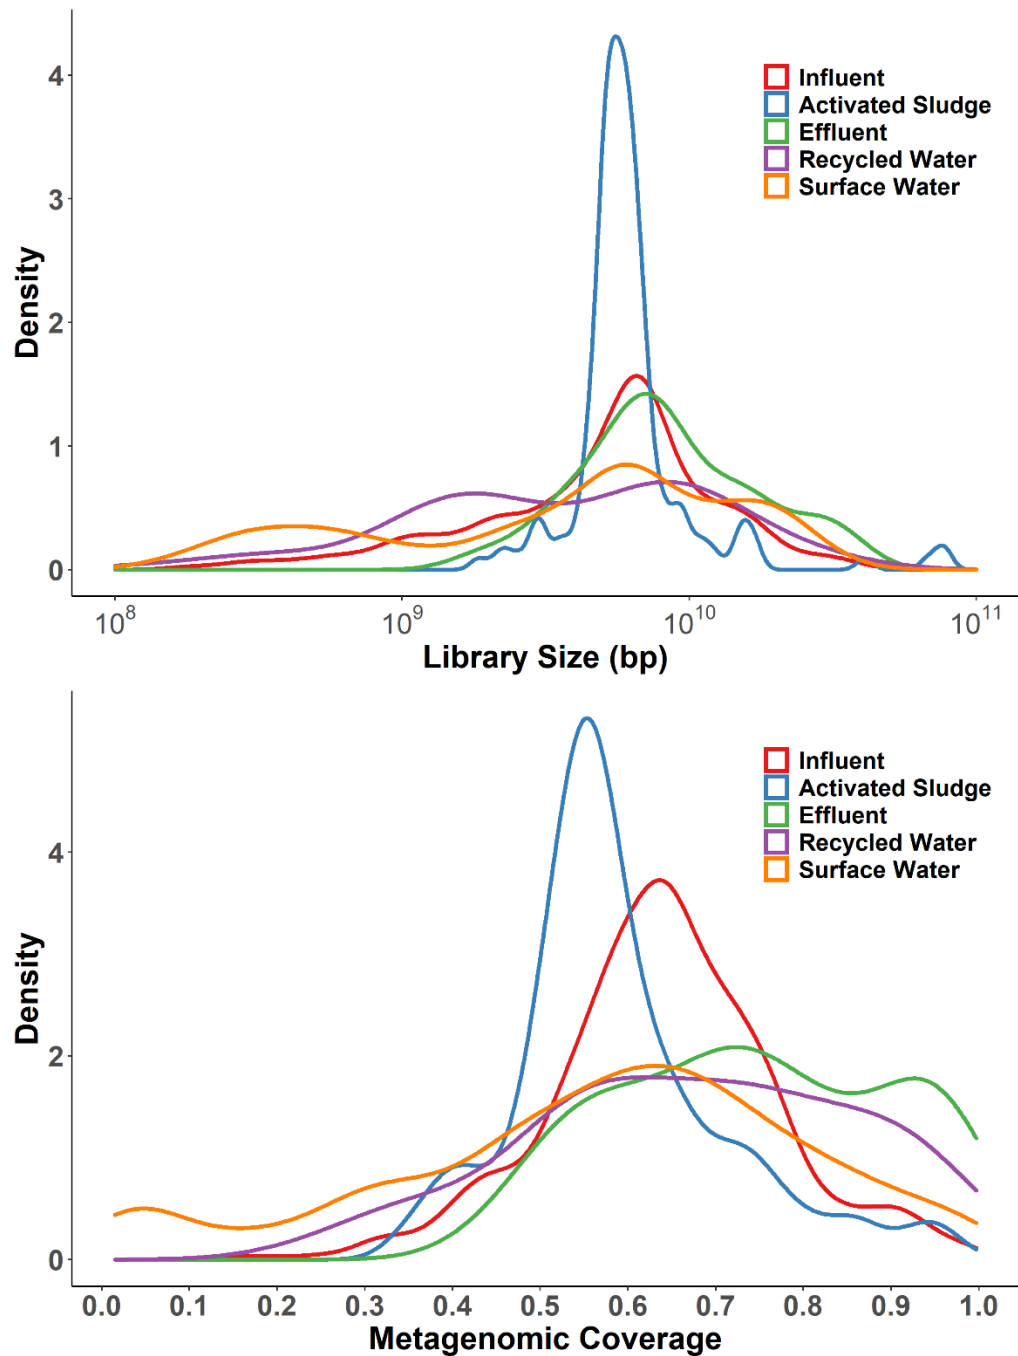 4
3
2
1
0
Density
Influent
Activated Sludge
Effluent
Recycled Water
Surface Water
10^8 10^9 10^10 10^11
Library Size (bp)
4
2
0
Density
Influent
Activated Sludge
Effluent
Recycled Water
Surface Water
0.0 0.1 0.2 0.3 0.4 0.5 0.6 0.7 0.8 0.9 1.0
Metagenomic Coverage